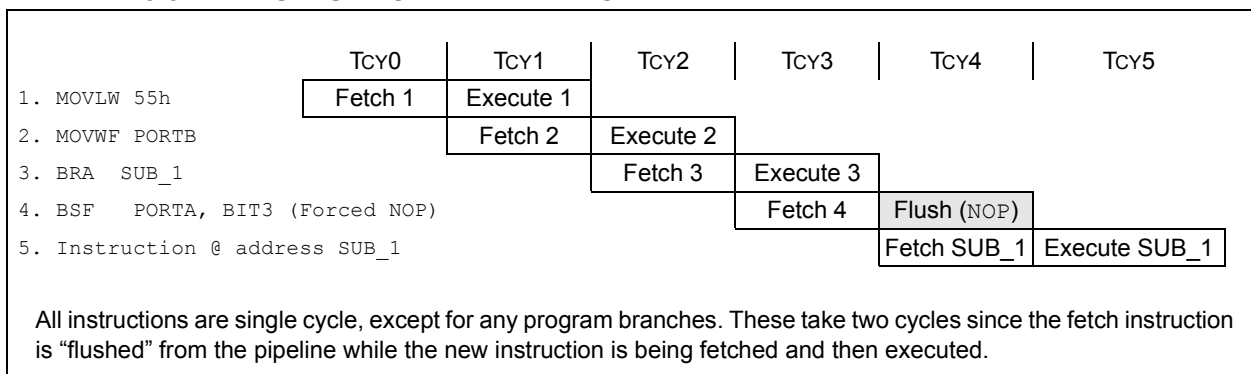 TCY0 TCY1 TCY2 TCY3 TCY4 TCY5
1. MOVLW 55h Fetch 1 Execute 1
2. MOVWF PORTB Fetch 2 Execute 2
3. BRA SUB_1 Fetch 3 Execute 3
4. BSF PORTA, BIT3 (Forced NOP) Fetch 4 Flush (NOP)
5. Instruction @ address SUB_1 Fetch SUB_1 Execute SUB_1
All instructions are single cycle, except for any program branches. These take two cycles since the fetch instruction
is “flushed” from the pipeline while the new instruction is being fetched and then executed.